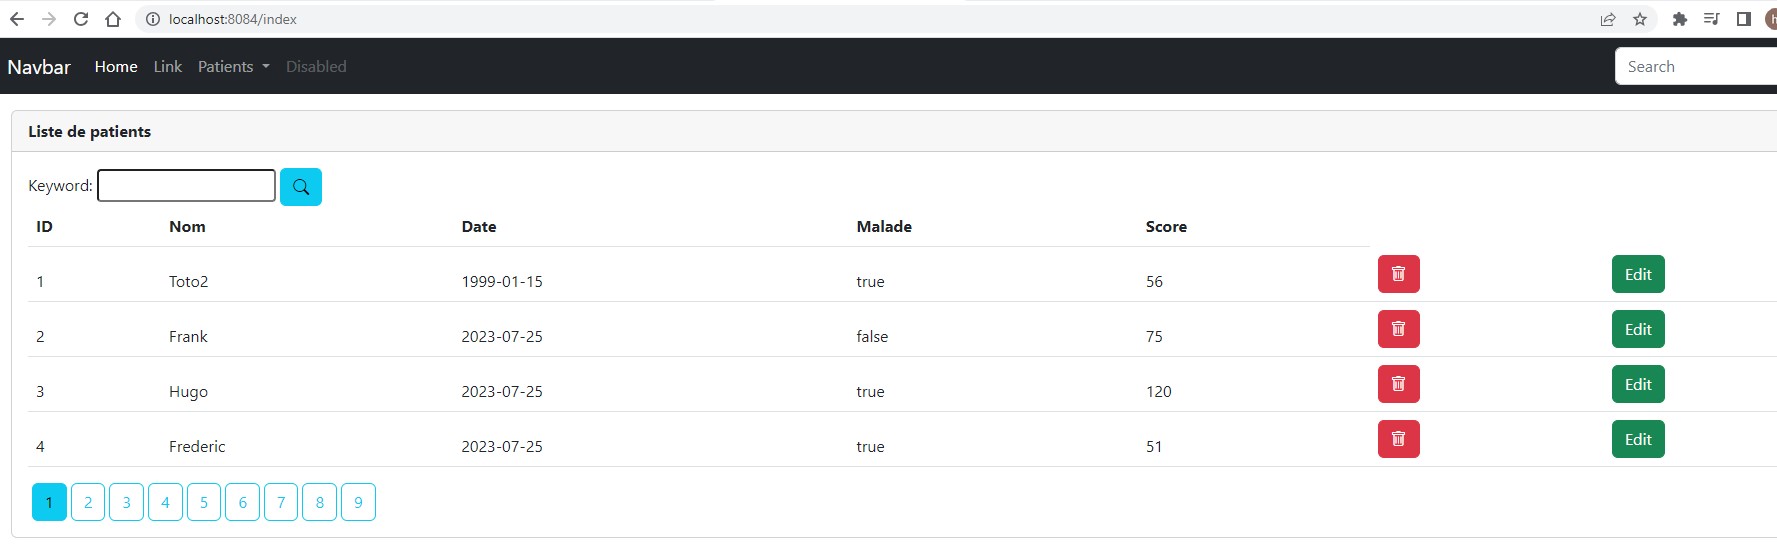 localhost:8084/index
Navbar Home Link Patients Disabled Search
Liste de patients
Keyword:
ID Nom Date Malade Score
1 Toto2 1999-01-15 true 56 Edit
2 Frank 2023-07-25 false 75 Edit
3 Hugo 2023-07-25 true 120 Edit
4 Frederic 2023-07-25 true 51 Edit
1 2 3 4 5 6 7 8 9